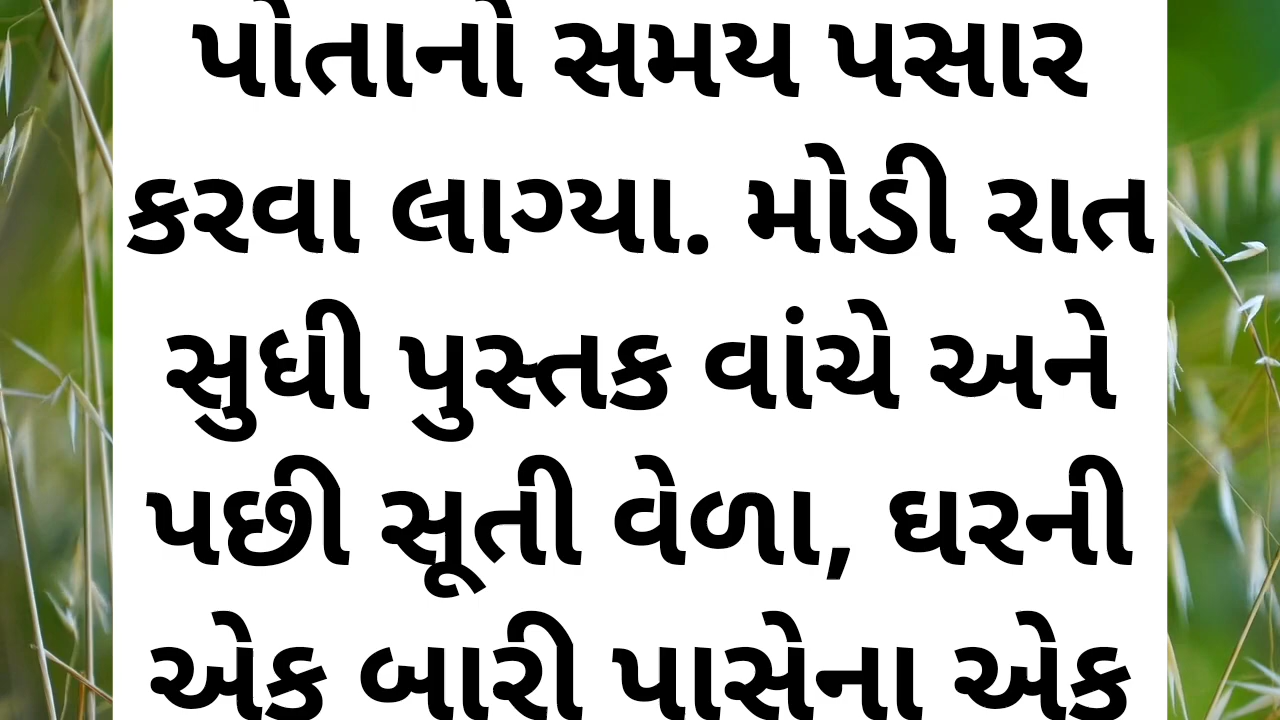 પોતાનો સમય પસાર
કરવા લાગ્યા. મોડી રાત
સુધી પુસ્તક વાંચે અને
પછી સૂતી વેળા, ઘરની
એક બારી પાસેના એક